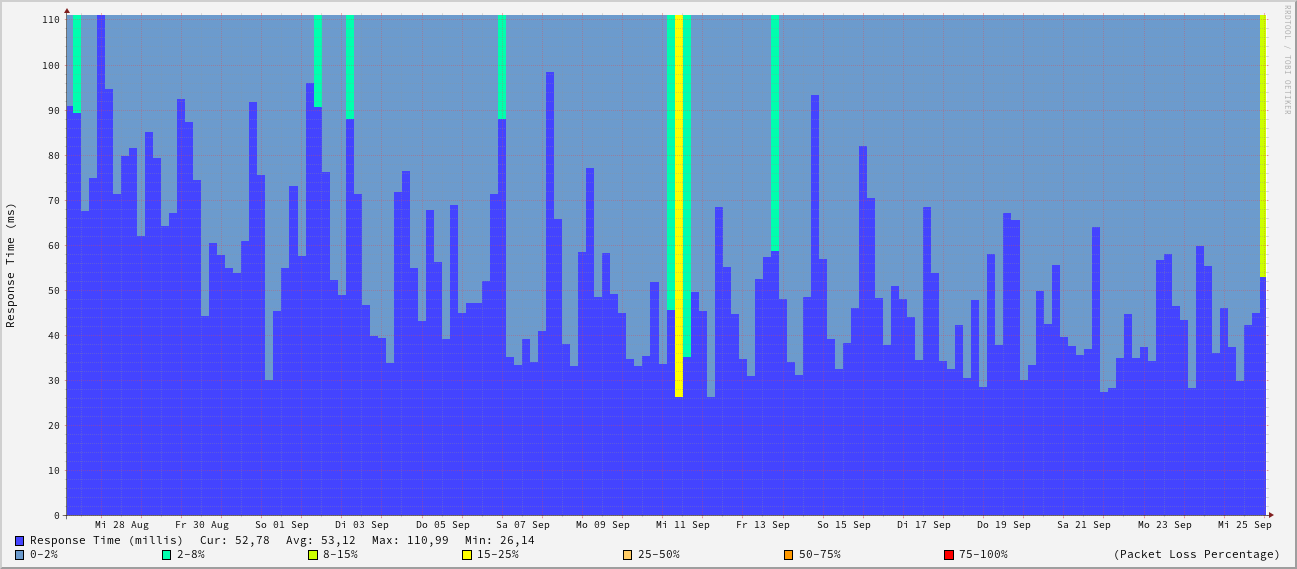 RRDTOOL / TOBI OETIKER
Response Time (ms)
110
100
90
80
70
60
50
40
30
20
10
0
Mi 28 Aug Fr 30 Aug So 01 Sep Di 03 Sep Do 05 Sep Sa 07 Sep Mo 09 Sep Mi 11 Sep Fr 13 Sep So 15 Sep Di 17 Sep Do 19 Sep Sa 21 Sep Mo 23 Sep Mi 25 Sep
Response Time (millis) Cur: 52,78 Avg: 53,12 Max: 110,99 Min: 26,14
0-2% 2-8% 8-15% 15-25% 25-50% 50-75% 75-100% (Packet Loss Percentage)